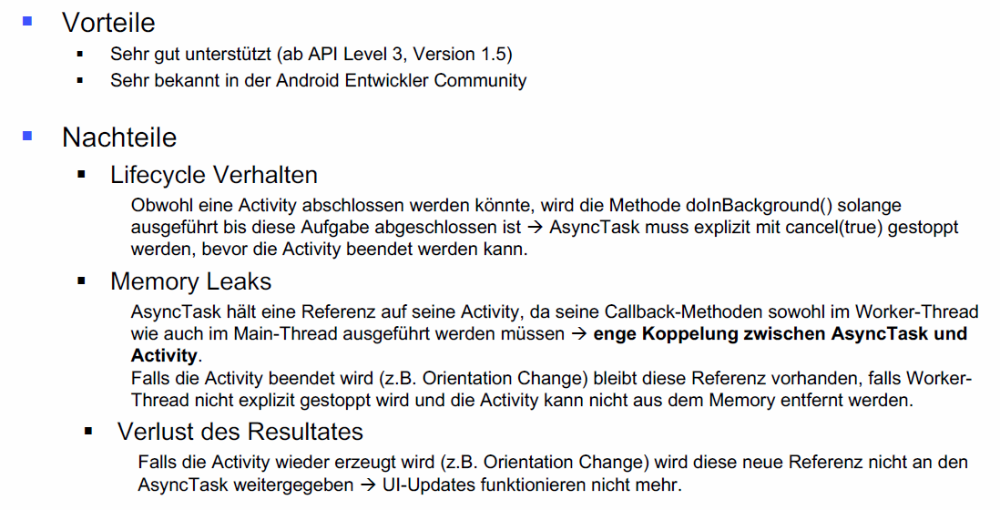 ▪ Vorteile
▪ Sehr gut unterstützt (ab API Level 3, Version 1.5)
▪ Sehr bekannt in der Android Entwickler Community
▪ Nachteile
▪ Lifecycle Verhalten
Obwohl eine Activity abschlossen werden könnte, wird die Methode doInBackground() solange
ausgeführt bis diese Aufgabe abgeschlossen ist → AsyncTask muss explizit mit cancel(true) gestoppt
werden, bevor die Activity beendet werden kann.
▪ Memory Leaks
AsyncTask hält eine Referenz auf seine Activity, da seine Callback-Methoden sowohl im Worker-Thread
wie auch im Main-Thread ausgeführt werden müssen → enge Koppelung zwischen AsyncTask und
Activity.
Falls die Activity beendet wird (z.B. Orientation Change) bleibt diese Referenz vorhanden, falls Worker-
Thread nicht explizit gestoppt wird und die Activity kann nicht aus dem Memory entfernt werden.
▪ Verlust des Resultates
Falls die Activity wieder erzeugt wird (z.B. Orientation Change) wird diese neue Referenz nicht an den
AsyncTask weitergegeben → UI-Updates funktionieren nicht mehr.